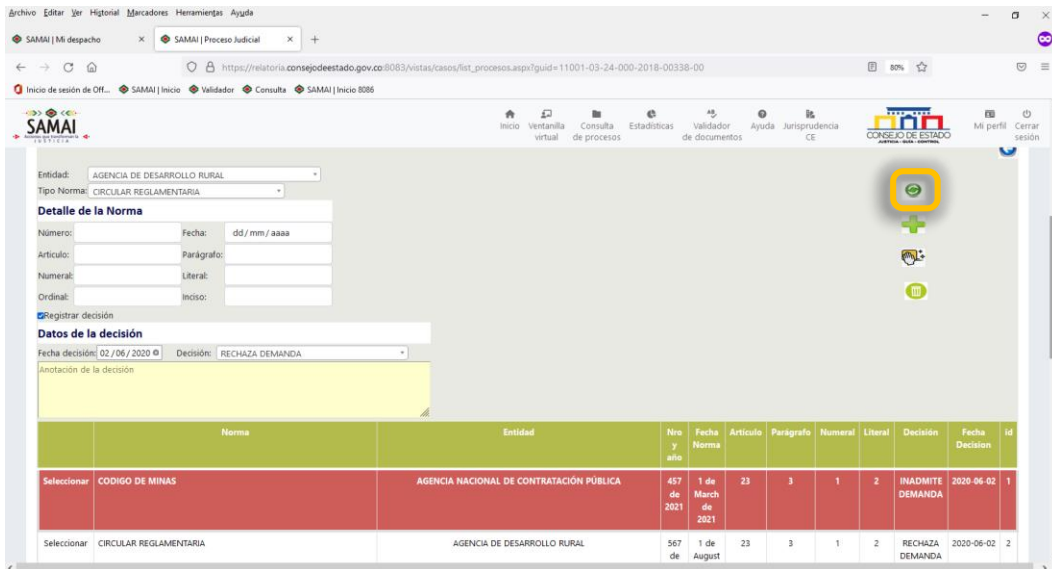 Archivo Editar Ver Historial Marcadores Herramientas Ayuda
SAMAI | Mi despacho × SAMAI | Proceso Judicial × +
https://relatoria.consejodeestado.gov.co:8083/vistas/casos/list_procesos.aspx?guid=11001-03-24-000-2018-00338-00 80%
Inicio de sesión de Off... SAMAI | Inicio Validador Consulta SAMAI | Inicio 8086
SAMAI
JUSTICIA
Inicio
Ventanilla virtual
Consulta de procesos
Estadísticas
Validador de documentos
Ayuda
Jurisprudencia CE
CONSEJO DE ESTADO
JUSTICIA - GUÍA - CONTROL
Mi perfil
Cerrar sesión
Entidad: AGENCIA DE DESARROLLO RURAL
Tipo Norma: CIRCULAR REGLAMENTARIA
Detalle de la Norma
Número: Fecha: dd/mm/aaaa
Articulo: Parágrafo:
Numeral: Literal:
Ordinal: Inciso:
Registrar decisión
Datos de la decisión
Fecha decisión: 02/06/2020 Decisión: RECHAZA DEMANDA
Anotación de la decisión
Norma Entidad Nro y año Fecha Norma Artículo Parágrafo Numeral Literal Decisión Fecha Decision id
Seleccionar CODIGO DE MINAS AGENCIA NACIONAL DE CONTRATACIÓN PÚBLICA 457 de 2021 1 de March de 2021 23 3 1 2 INADMITE DEMANDA 2020-06-02 1
Seleccionar CIRCULAR REGLAMENTARIA AGENCIA DE DESARROLLO RURAL 567 de 1 de August 23 3 1 2 RECHAZA DEMANDA 2020-06-02 2